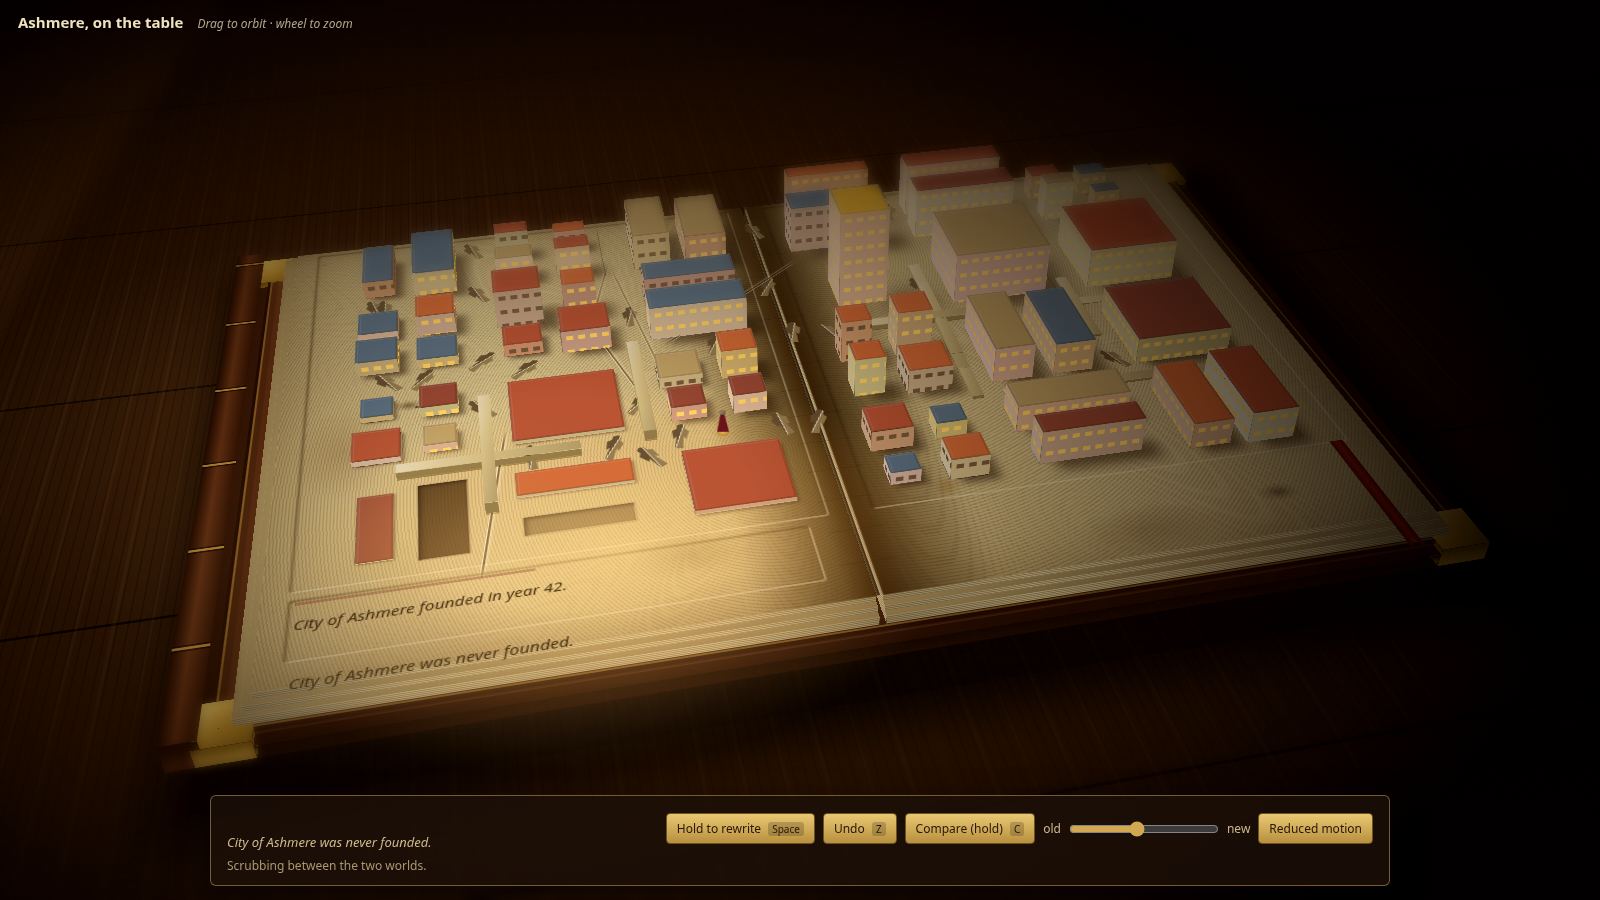 Ashmere, on the table Drag to orbit · wheel to zoom
City of Ashmere founded in year 42.
City of Ashmere was never founded.
City of Ashmere was never founded.
Scrubbing between the two worlds.
Hold to rewrite Space Undo Z Compare (hold) C old new Reduced motion